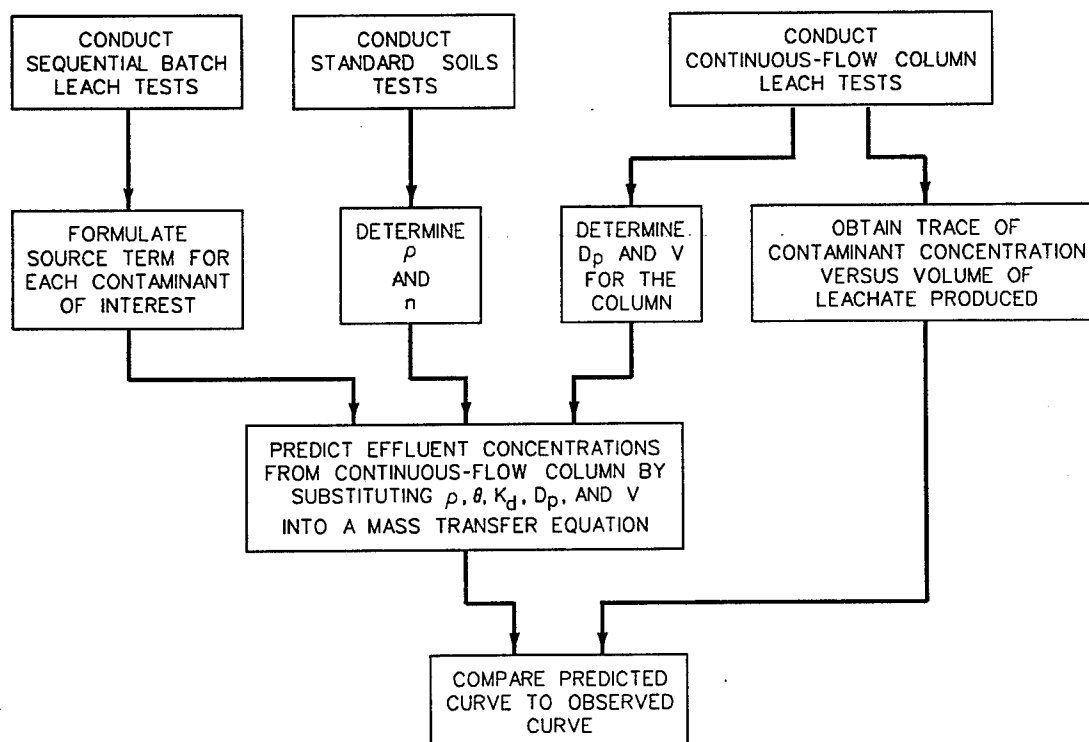 CONDUCT
SEQUENTIAL BATCH
LEACH TESTS
CONDUCT
STANDARD SOILS
TESTS
CONDUCT
CONTINUOUS-FLOW COLUMN
LEACH TESTS
FORMULATE
SOURCE TERM FOR
EACH CONTAMINANT
OF INTEREST
DETERMINE
ρ
AND
n
DETERMINE
Dp AND V
FOR THE
COLUMN
OBTAIN TRACE OF
CONTAMINANT CONCENTRATION
VERSUS VOLUME OF
LEACHATE PRODUCED
PREDICT EFFLUENT CONCENTRATIONS
FROM CONTINUOUS-FLOW COLUMN BY
SUBSTITUTING ρ, θ, Kd, Dp, AND V
INTO A MASS TRANSFER EQUATION
COMPARE PREDICTED
CURVE TO OBSERVED
CURVE